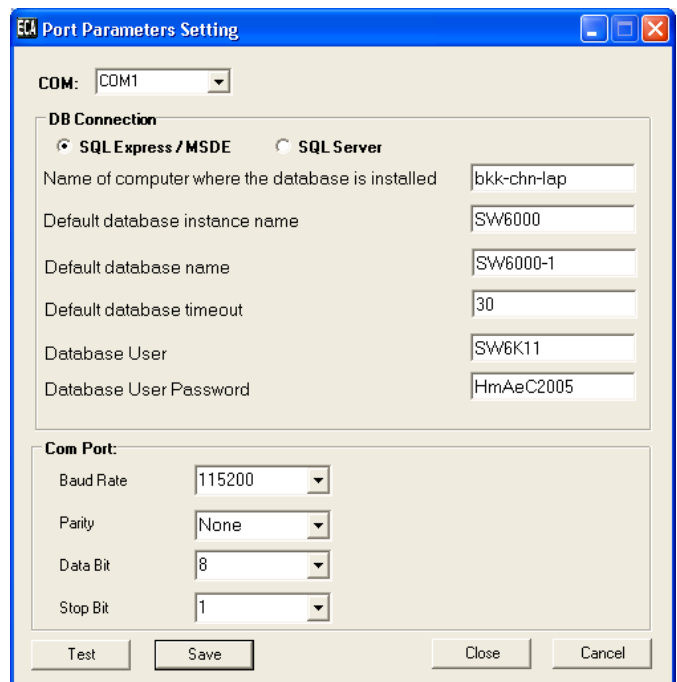 ECA Port Parameters Setting
COM: COM1
DB Connection
SQL Express / MSDE SQL Server
Name of computer where the database is installed bkk-chn-lap
Default database instance name SW6000
Default database name SW6000-1
Default database timeout 30
Database User SW6K11
Database User Password HmAeC2005
Com Port:
Baud Rate 115200
Parity None
Data Bit 8
Stop Bit 1
Test Save Close Cancel